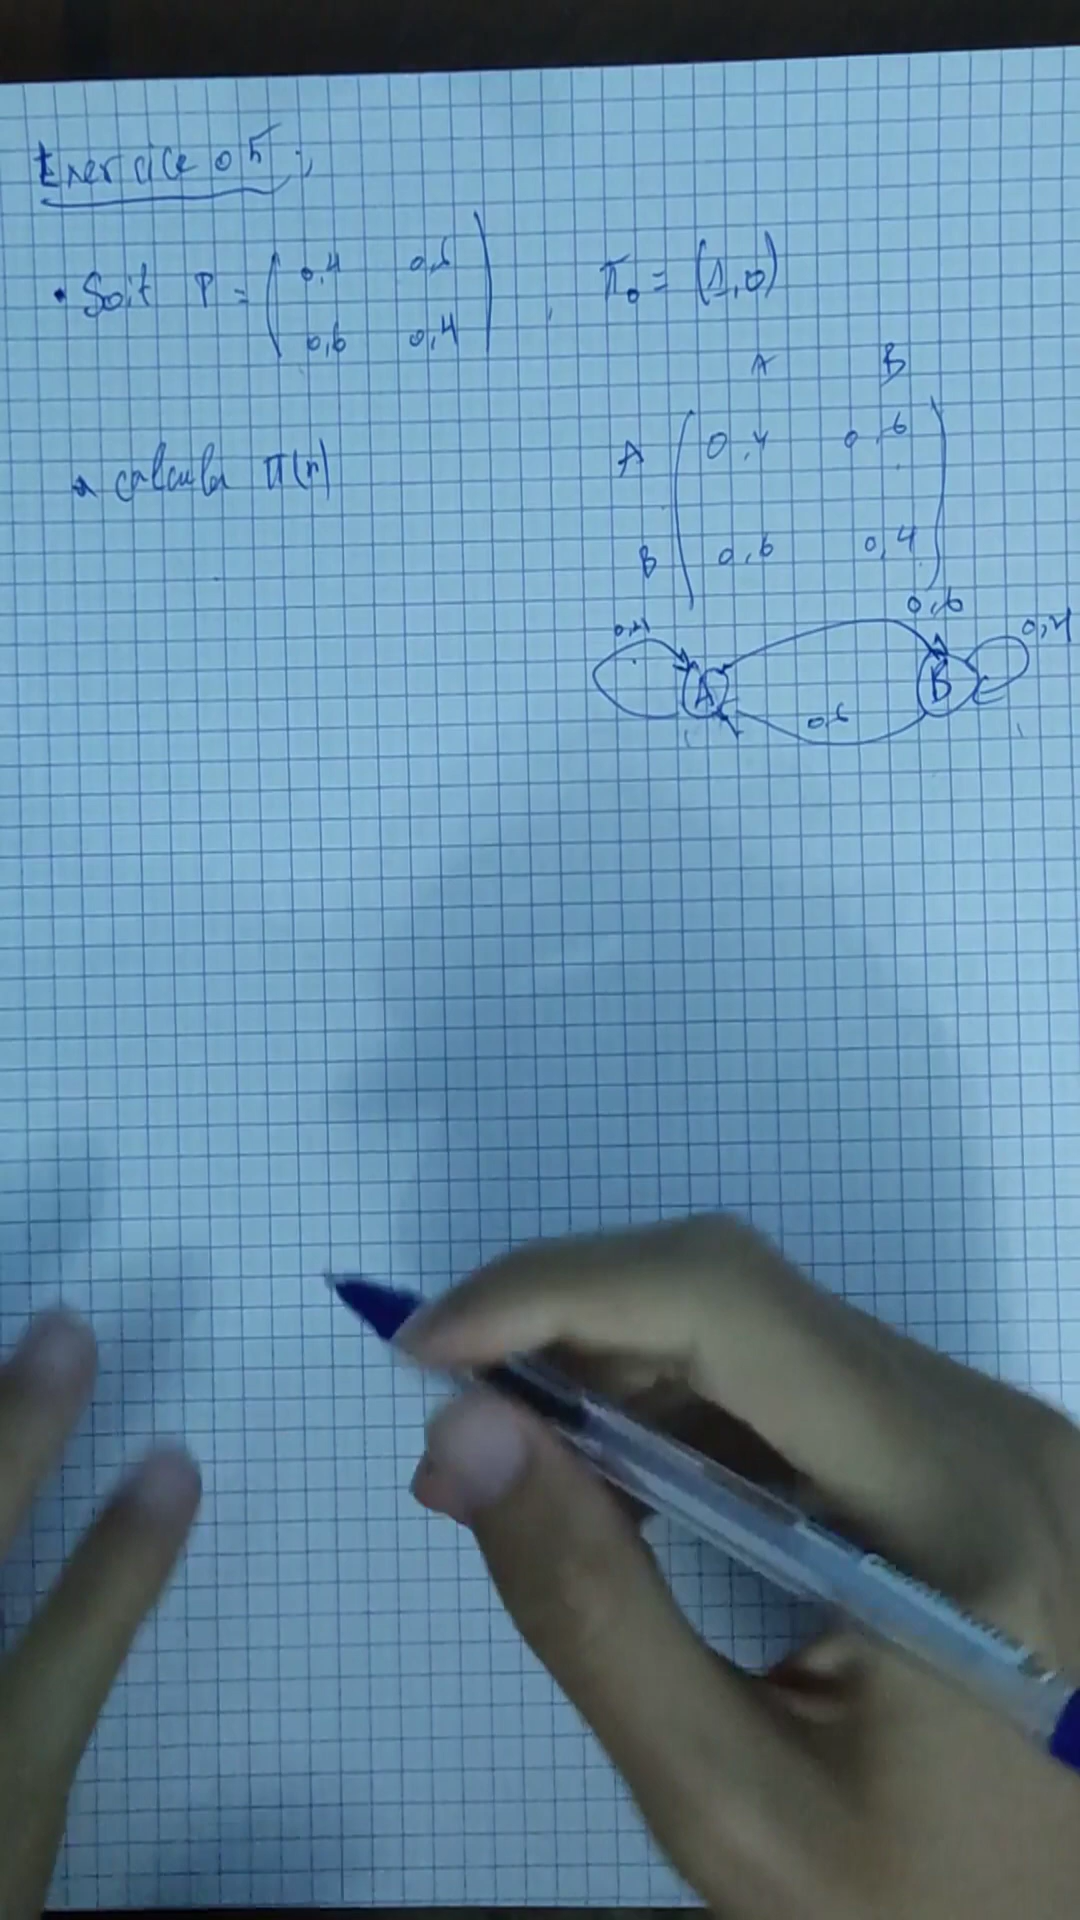 Exercice 05:
• Soit P = ( 0,4 0,6
0,6 0,4 ) , π₀ = (1,0)
A B
• calcula π(n)
A ( 0,4 0,6
B 0,6 0,4 )
0,6
0,4 0,4
A B
0,6